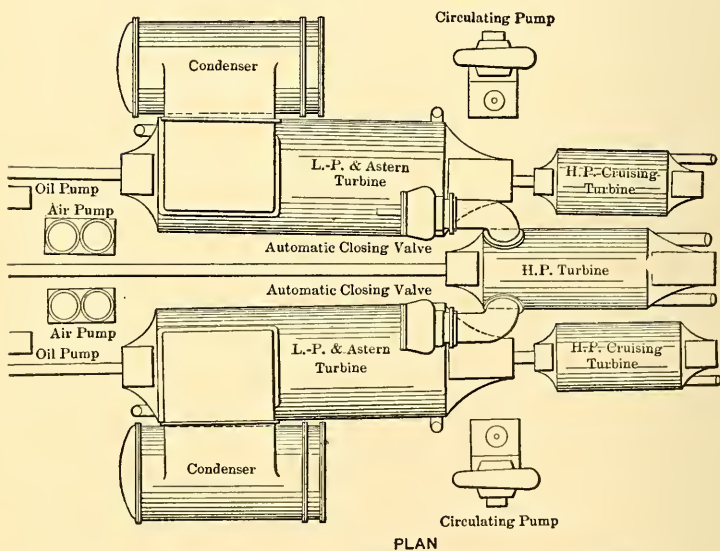 Circulating Pump
Condenser
L.-P. & Astern
Turbine
H.P. Cruising
Turbine
Oil Pump
Air Pump
Automatic Closing Valve
H.P. Turbine
Automatic Closing Valve
Air Pump
Oil Pump
L.-P. & Astern
Turbine
H.P. Cruising
Turbine
Condenser
Circulating Pump
PLAN